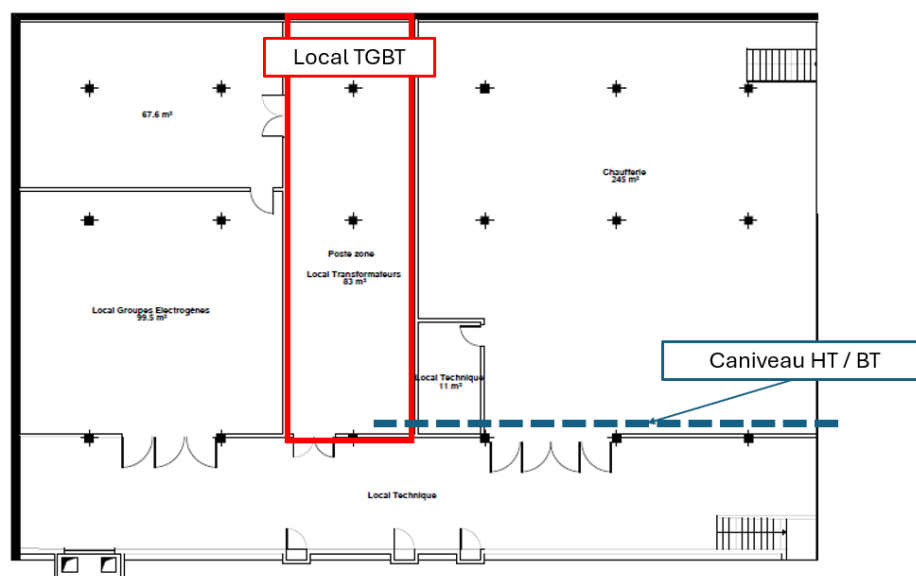 Local TGBT
67.6 m²
Chaufferie
245 m²
Poste zone
Local Transformateurs
83 m²
Local Groupes Electrogènes
99.5 m²
Caniveau HT / BT
Local Technique
11 m²
Local Technique